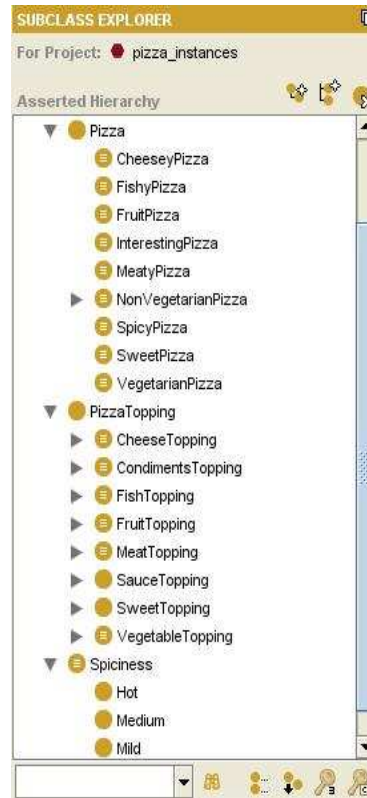 SUBCLASS EXPLORER
For Project: pizza_instances
Asserted Hierarchy
Pizza
CheeseyPizza
FishyPizza
FruitPizza
InterestingPizza
MeatyPizza
NonVegetarianPizza
SpicyPizza
SweetPizza
VegetarianPizza
PizzaTopping
CheeseTopping
CondimentsTopping
FishTopping
FruitTopping
MeatTopping
SauceTopping
SweetTopping
VegetableTopping
Spiciness
Hot
Medium
Mild